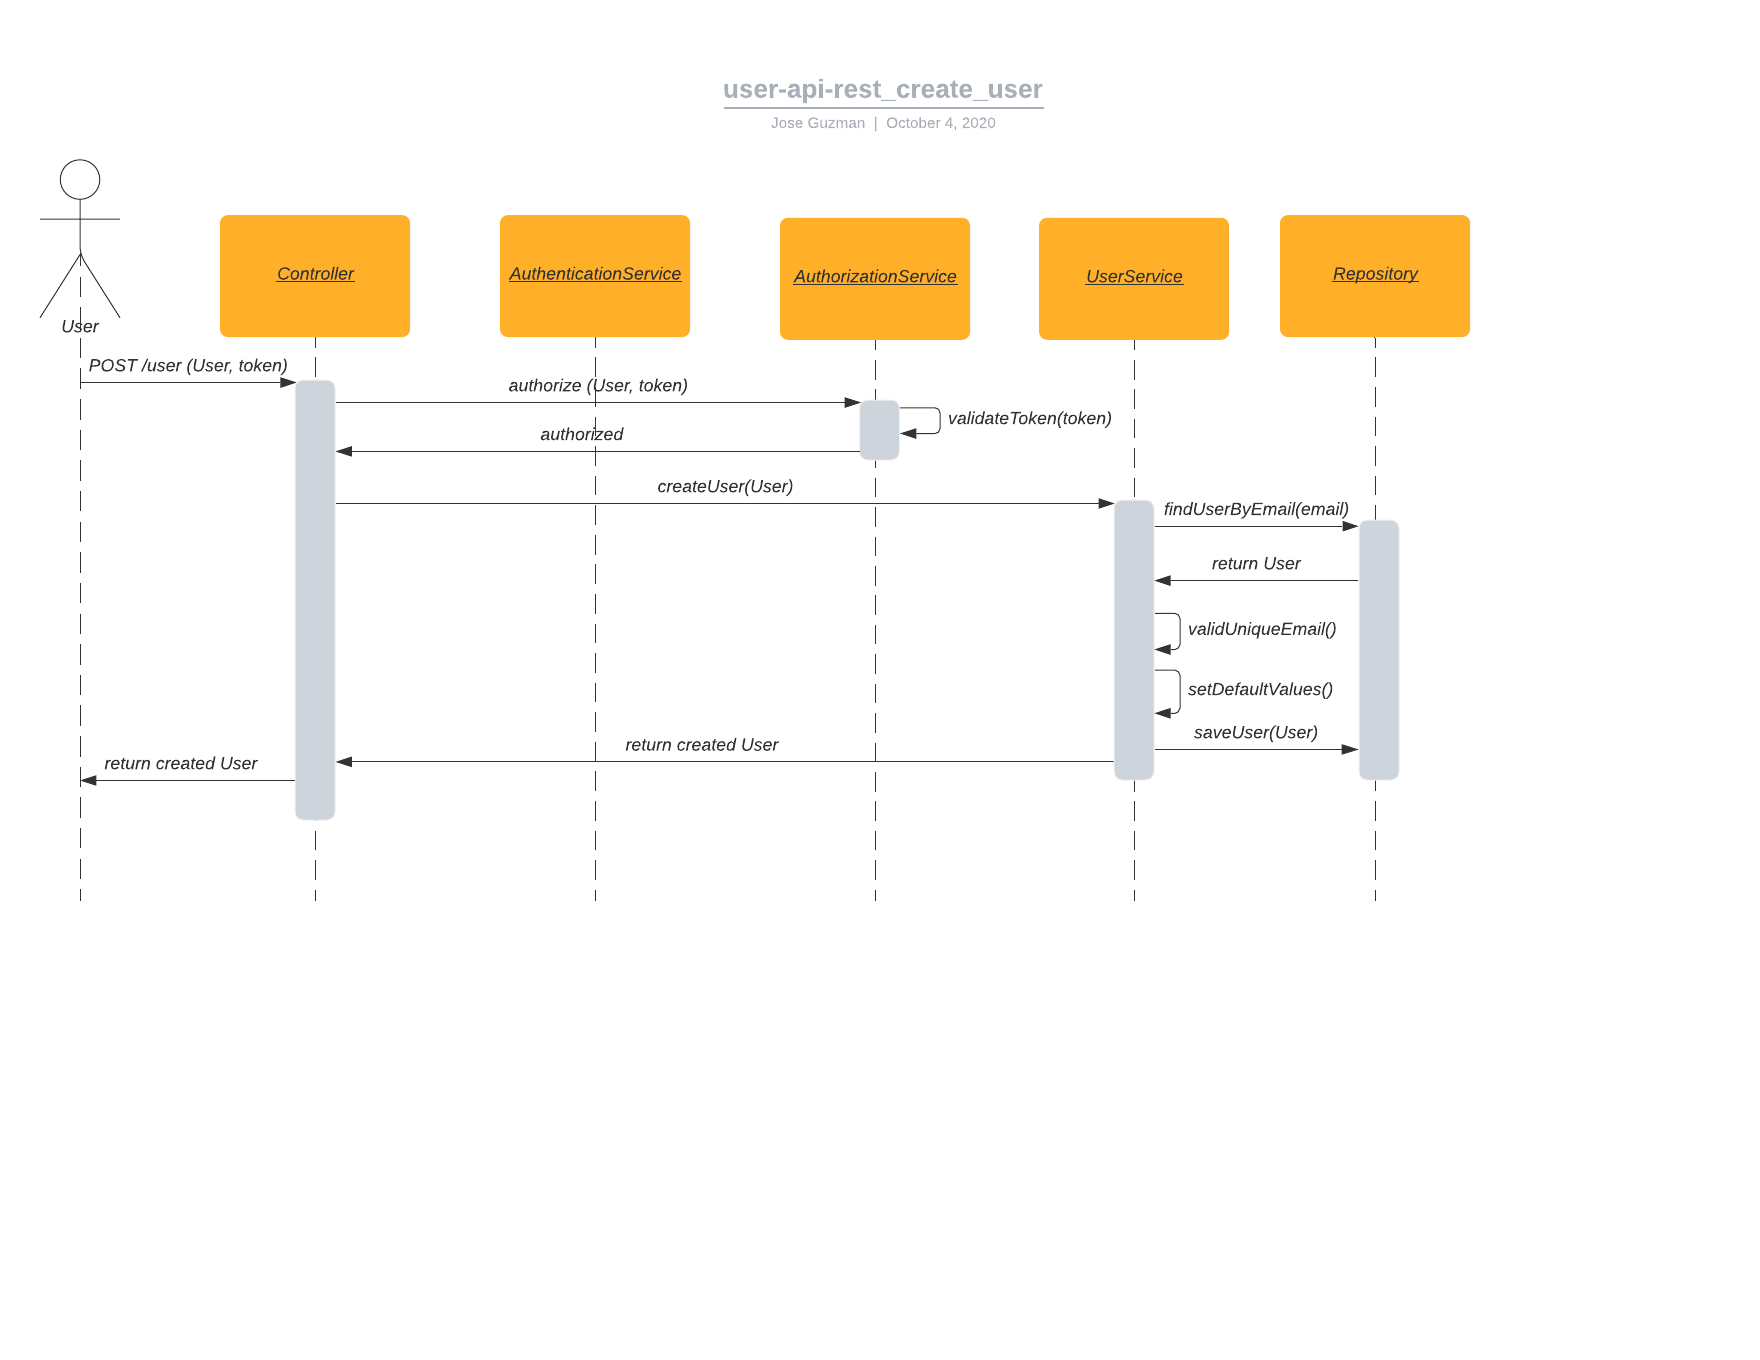 user-api-rest_create_user
Jose Guzman | October 4, 2020
Controller
AuthenticationService
AuthorizationService
UserService
Repository
User
POST /user (User, token)
authorize (User, token)
validateToken(token)
authorized
createUser(User)
findUserByEmail(email)
return User
validUniqueEmail()
setDefaultValues()
saveUser(User)
return created User
return created User